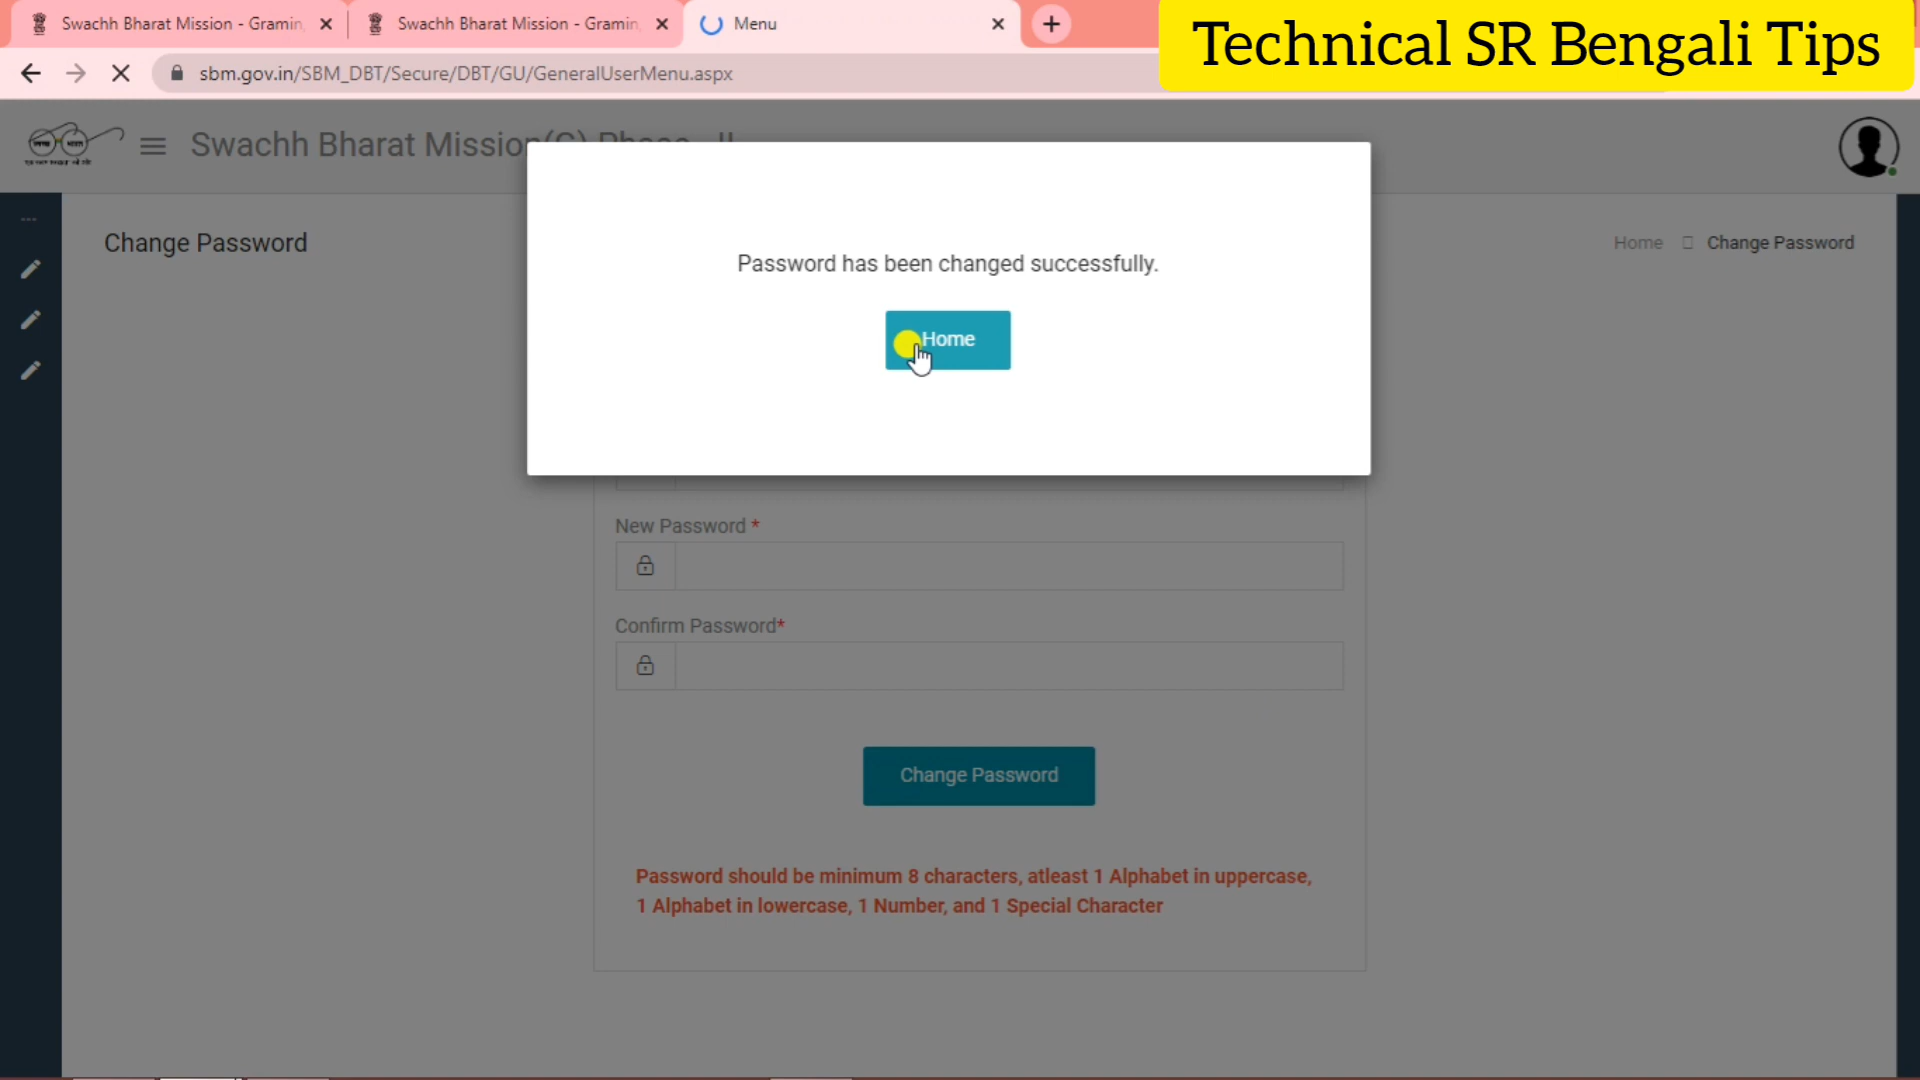 Swachh Bharat Mission - Gramin,
Swachh Bharat Mission - Gramin,
Menu
Technical SR Bengali Tips
sbm.gov.in/SBM_DBT/Secure/DBT/GU/GeneralUserMenu.aspx
Swachh Bharat Mission(G) Phase - II
Change Password
Home
Change Password
Password has been changed successfully.
Home
New Password *
Confirm Password*
Change Password
Password should be minimum 8 characters, atleast 1 Alphabet in uppercase,
1 Alphabet in lowercase, 1 Number, and 1 Special Character